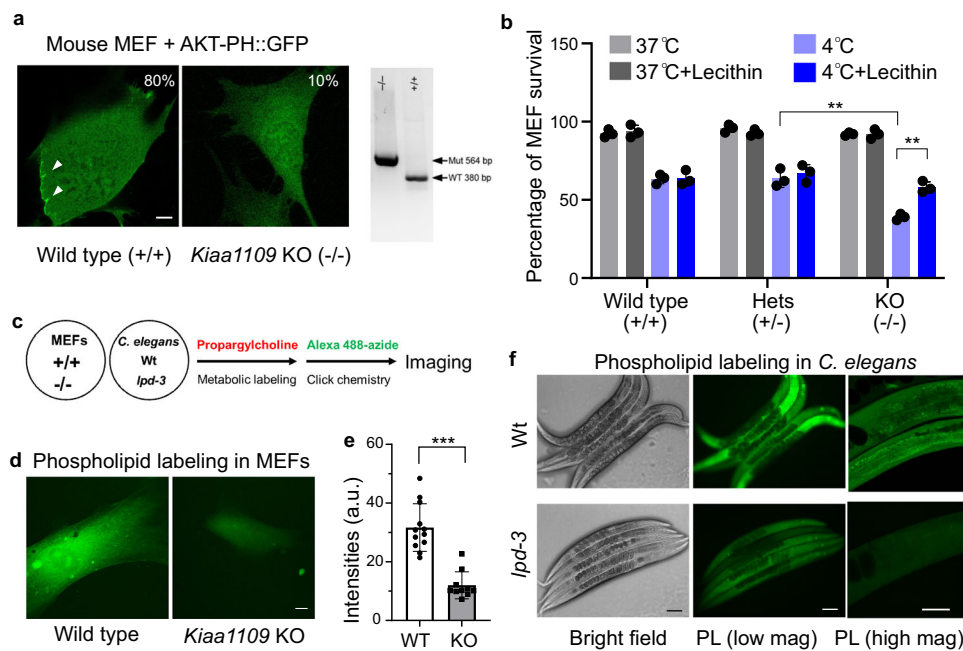 a
Mouse MEF + AKT-PH::GFP
80%
10%
-/-
+/+
Mut 564 bp
WT 380 bp
Wild type (+/+)
Kiaa1109 KO (-/-)
b
Percentage of MEF survival
150
100
50
0
37°C
37°C+Lecithin
4°C
4°C+Lecithin
**
**
Wild type
(+/+)
Hets
(+/-)
KO
(-/-)
c
MEFs
+/+
-/-
C. elegans
Wt
lpd-3
Propargylcholine
Metabolic labeling
Alexa 488-azide
Click chemistry
Imaging
d
Phospholipid labeling in MEFs
Wild type
Kiaa1109 KO
e
Intensities (a.u.)
60
40
20
0
***
WT
KO
f
Phospholipid labeling in C. elegans
Wt
lpd-3
Bright field
PL (low mag)
PL (high mag)